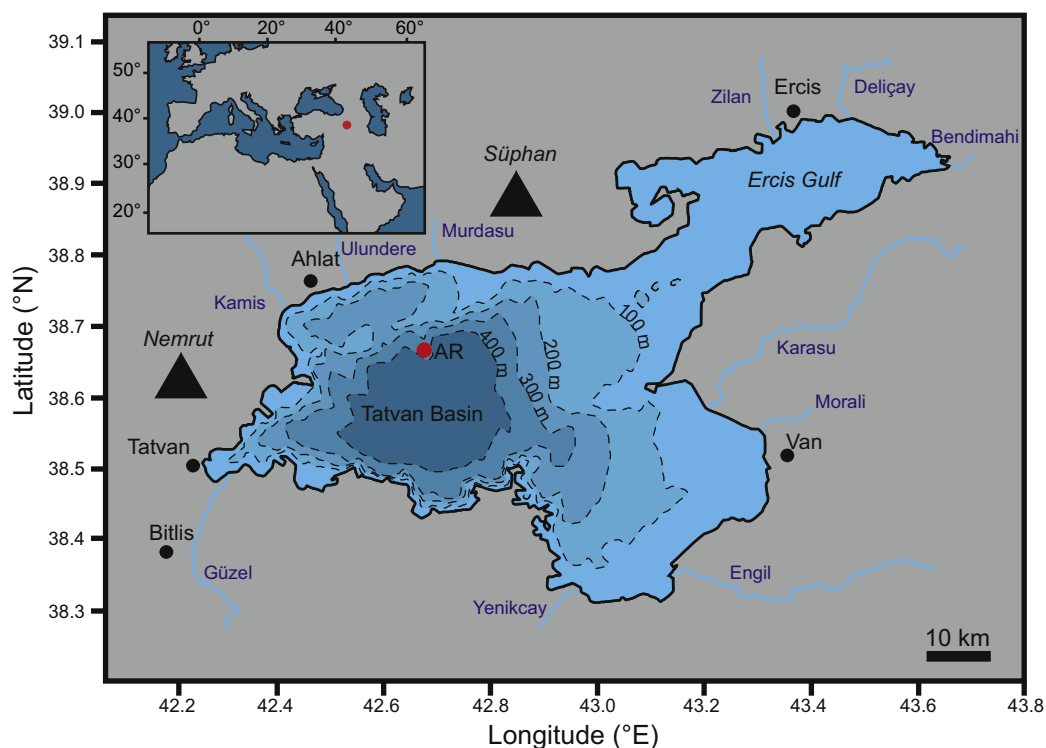 0°
20°
40°
60°
50°
40°
30°
20°
39.1
39.0
38.9
38.8
38.7
38.6
38.5
38.4
38.3
Latitude (°N)
Zilan
Ercis
Deliçay
Bendimahi
Süphan
Ercis Gulf
Murdasu
Ulundere
Ahlat
Kamis
100 m
Nemrut
AR
400 m
200 m
300 m
Karasu
Tatvan Basin
Morali
Tatvan
Van
Bitlis
Güzel
Engil
Yenikcay
10 km
42.2
42.4
42.6
42.8
43.0
43.2
43.4
43.6
43.8
Longitude (°E)